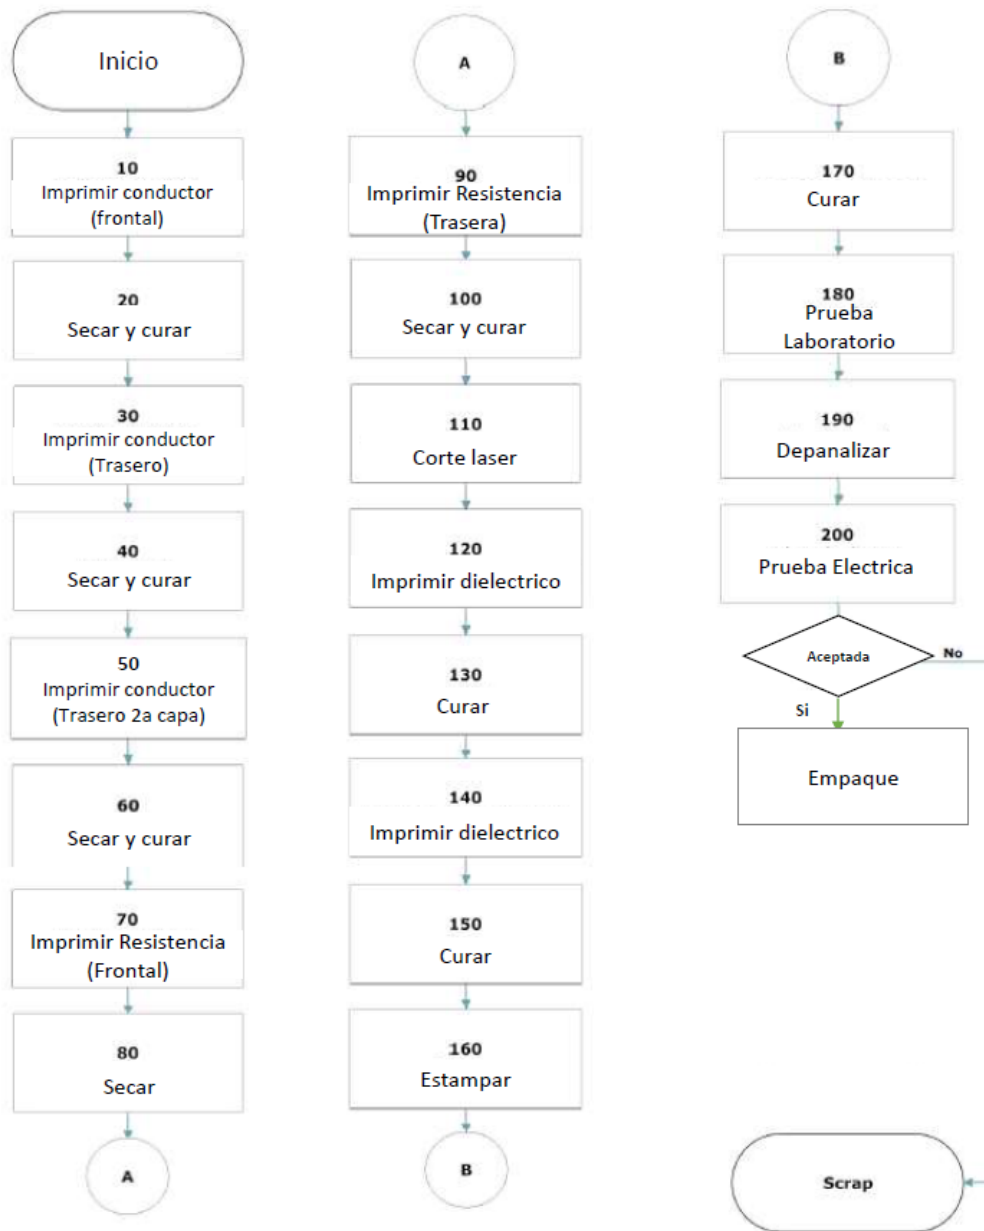 Inicio
10
Imprimir conductor
(frontal)
20
Secar y curar
30
Imprimir conductor
(Trasero)
40
Secar y curar
50
Imprimir conductor
(Trasero 2a capa)
60
Secar y curar
70
Imprimir Resistencia
(Frontal)
80
Secar
A
A
90
Imprimir Resistencia
(Trasera)
100
Secar y curar
110
Corte laser
120
Imprimir dielectrico
130
Curar
140
Imprimir dielectrico
150
Curar
160
Estampar
B
B
170
Curar
180
Prueba
Laboratorio
190
Depanalizar
200
Prueba Electrica
Aceptada
No
Si
Empaque
Scrap